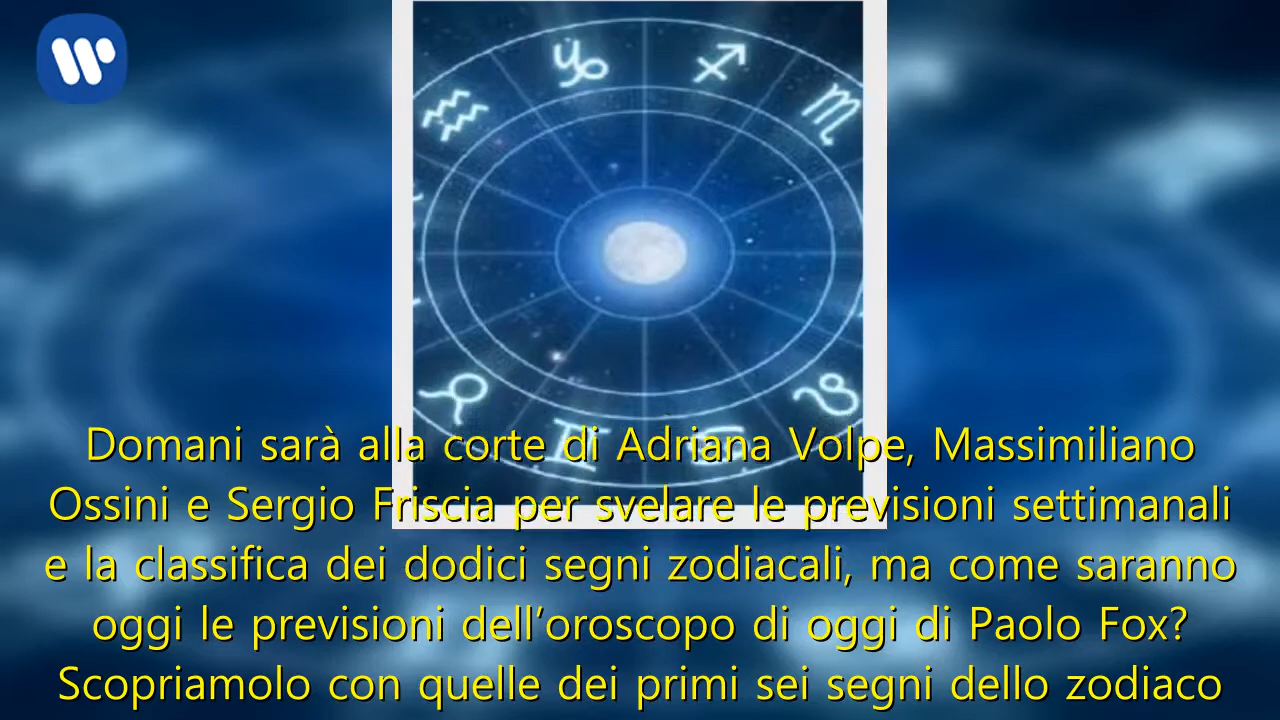 Domani sarà alla corte di Adriana Volpe, Massimiliano
Ossini e Sergio Friscia per svelare le previsioni settimanali
e la classifica dei dodici segni zodiacali, ma come saranno
oggi le previsioni dell’oroscopo di oggi di Paolo Fox?
Scopriamolo con quelle dei primi sei segni dello zodiaco